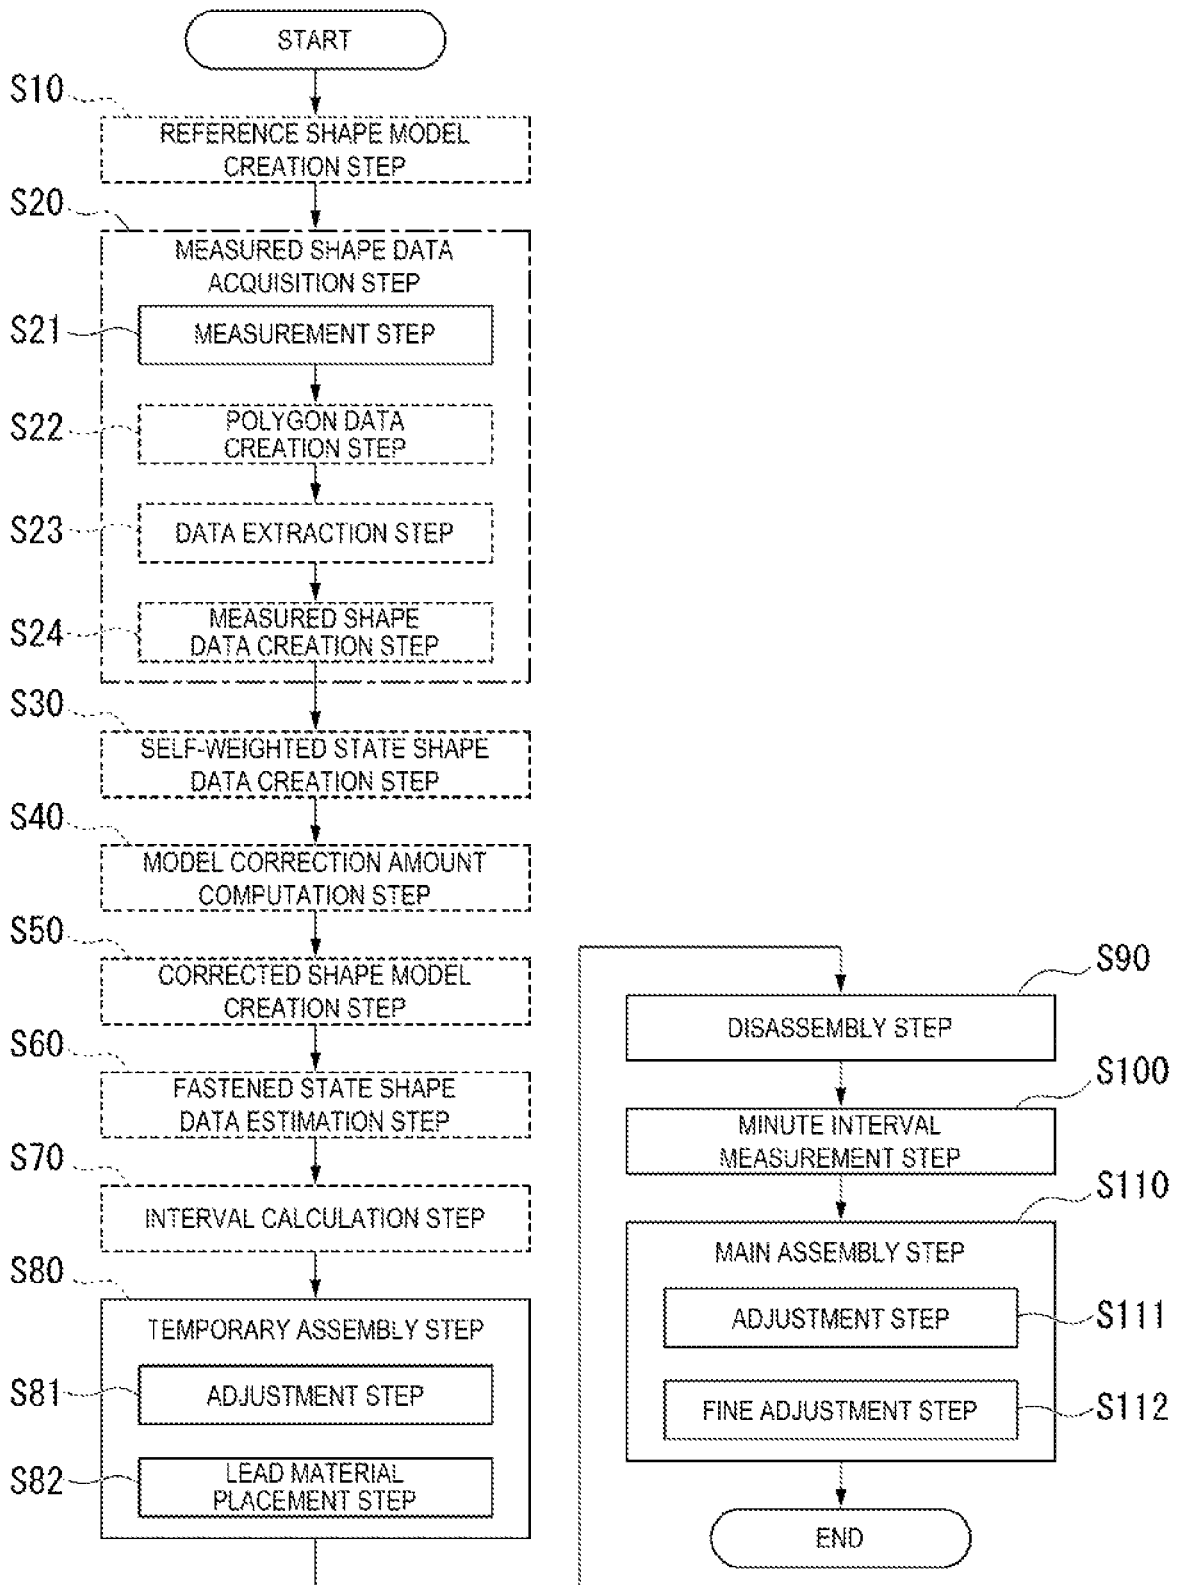 START
S10
REFERENCE SHAPE MODEL
CREATION STEP
S20
MEASURED SHAPE DATA
ACQUISITION STEP
S21
MEASUREMENT STEP
S22
POLYGON DATA
CREATION STEP
S23
DATA EXTRACTION STEP
S24
MEASURED SHAPE
DATA CREATION STEP
S30
SELF-WEIGHTED STATE SHAPE
DATA CREATION STEP
S40
MODEL CORRECTION AMOUNT
COMPUTATION STEP
S50
CORRECTED SHAPE MODEL
CREATION STEP
S60
FASTENED STATE SHAPE
DATA ESTIMATION STEP
S70
INTERVAL CALCULATION STEP
S80
TEMPORARY ASSEMBLY STEP
S81
ADJUSTMENT STEP
S82
LEAD MATERIAL
PLACEMENT STEP
S90
DISASSEMBLY STEP
S100
MINUTE INTERVAL
MEASUREMENT STEP
S110
MAIN ASSEMBLY STEP
ADJUSTMENT STEP
S111
FINE ADJUSTMENT STEP
S112
END